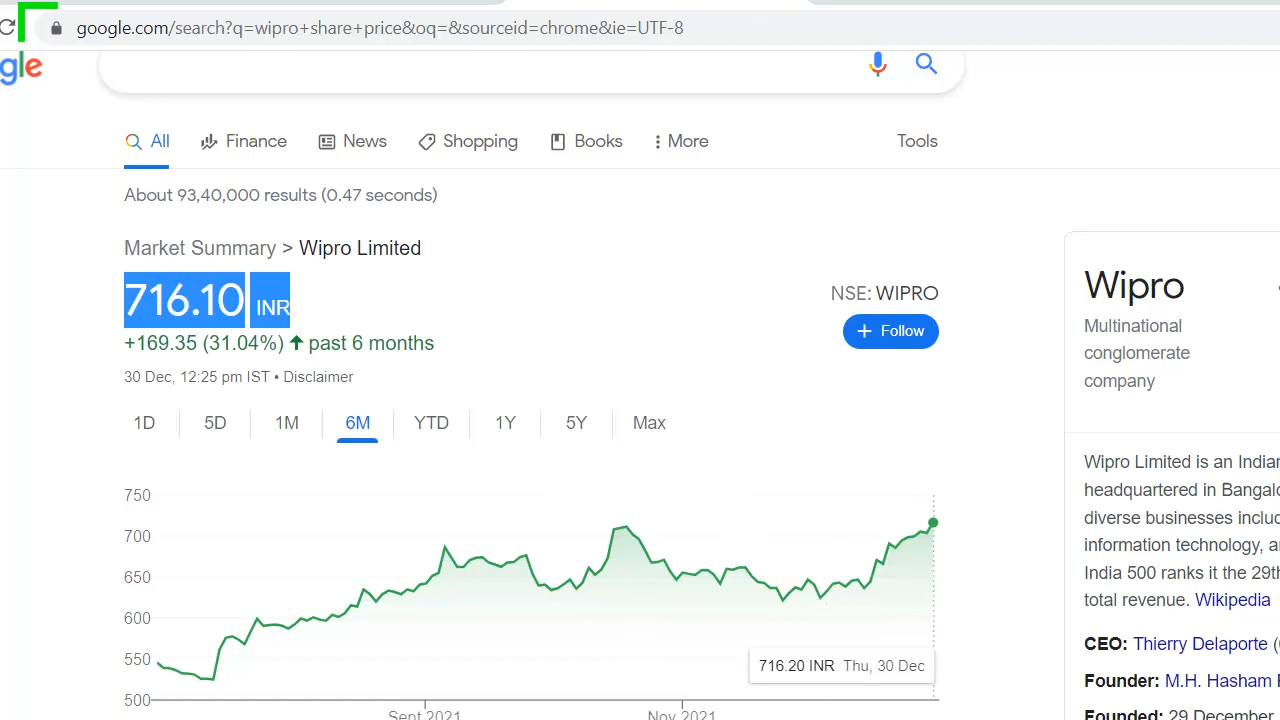 google.com/search?q=wipro+share+price&oq=&sourceid=chrome&ie=UTF-8
gle
All Finance News Shopping Books More Tools
About 93,40,000 results (0.47 seconds)
Market Summary > Wipro Limited
716.10 INR
+169.35 (31.04%) past 6 months
30 Dec, 12:25 pm IST • Disclaimer
NSE: WIPRO
+ Follow
1D 5D 1M 6M YTD 1Y 5Y Max
750
700
650
600
550
500
716.20 INR Thu, 30 Dec
Sept 2021 Nov 2021
Wipro
Multinational
conglomerate
company
Wipro Limited is an Indian
headquartered in Bangalo
diverse businesses includ
information technology, a
India 500 ranks it the 29th
total revenue. Wikipedia
CEO: Thierry Delaporte (
Founder: M.H. Hasham P
Founded: 29 December